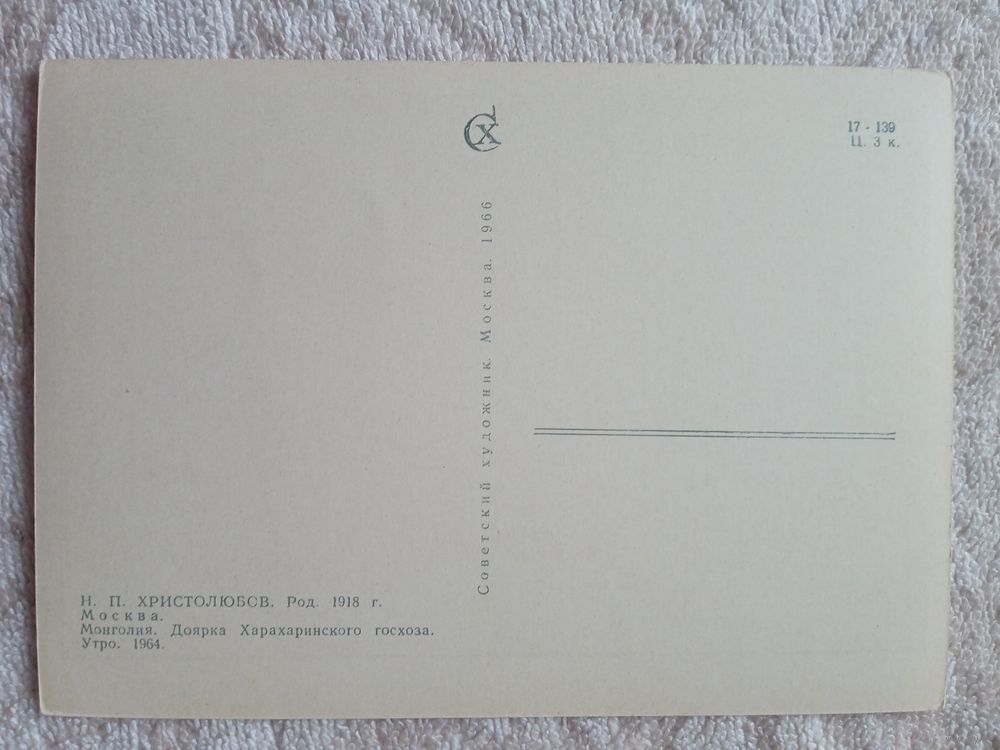 СХ
17 - 139
Ц. 3 к.
Советский художник. Москва. 1966
Н. П. ХРИСТОЛЮБОВ. Род. 1918 г.
Москва.
Монголия. Доярка Харахаринского госхоза.
Утро. 1964.